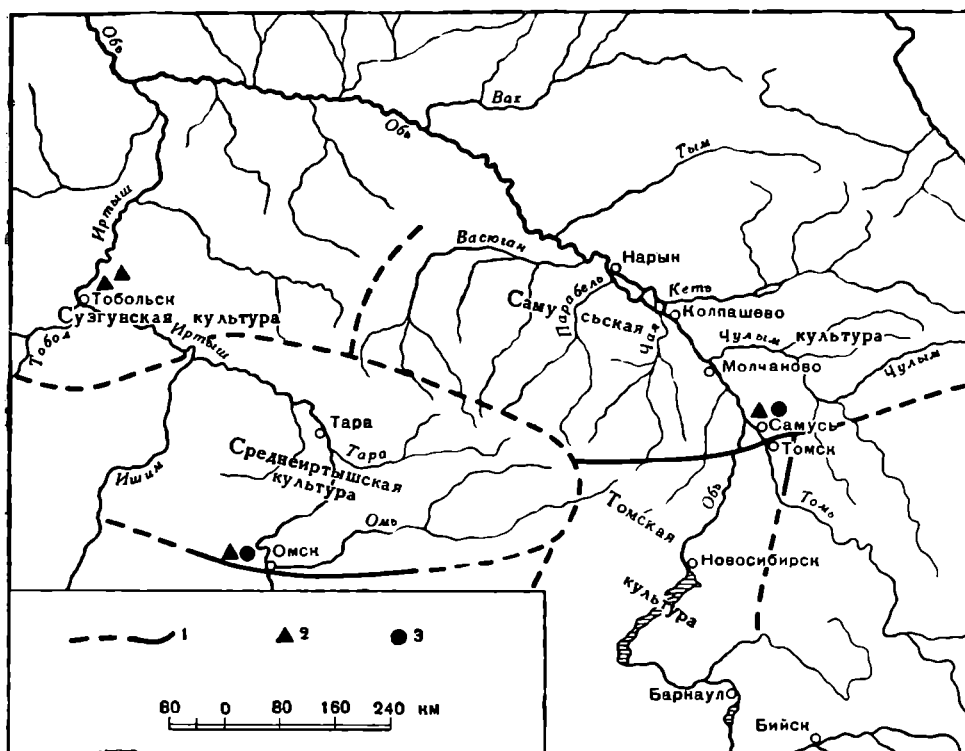 Обь
Вах
Обь
Тым
Иртыш
Васюган
Нарын
Кеть
Парабель
Самусьская
Колпашево
Тобольск
Сузгунская культура
Тобол
Иртыш
Чая
Чулым
культура
Молчаново
Чулым
Самусь
Томск
Тара
Тара
Среднеиртышская
культура
Ишим
Омь
Томская
Обь
Томь
Омск
Новосибирск
культура
1
2
3
Барнаул
Бийск
80 0 80 160 240 км